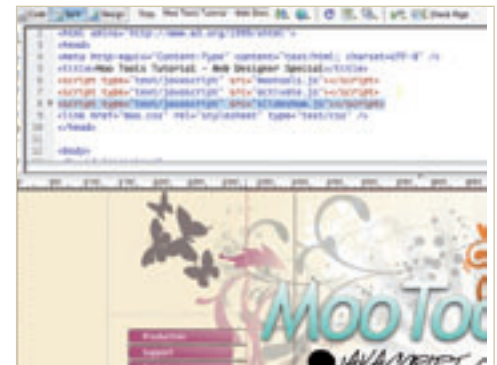 Code Split Design Title: Moo Tools Tutorial - Web Desi Check Page
<html xmlns="http://www.w3.org/1999/xhtml">
<head>
<meta http-equiv="Content-Type" content="text/html; charset=UTF-8" />
<title>Moo Tools Tutorial - Web Designer Special</title>
<script type="text/javascript" src="mootools.js"></script>
<script type="text/javascript" src="activate.js"></script>
<script type="text/javascript" src="slideshow.js"></script>
<link href="moo.css" rel="stylesheet" type="text/css" />
</head>
<body>
MooToo
JAVASCRIPT
Production
Support